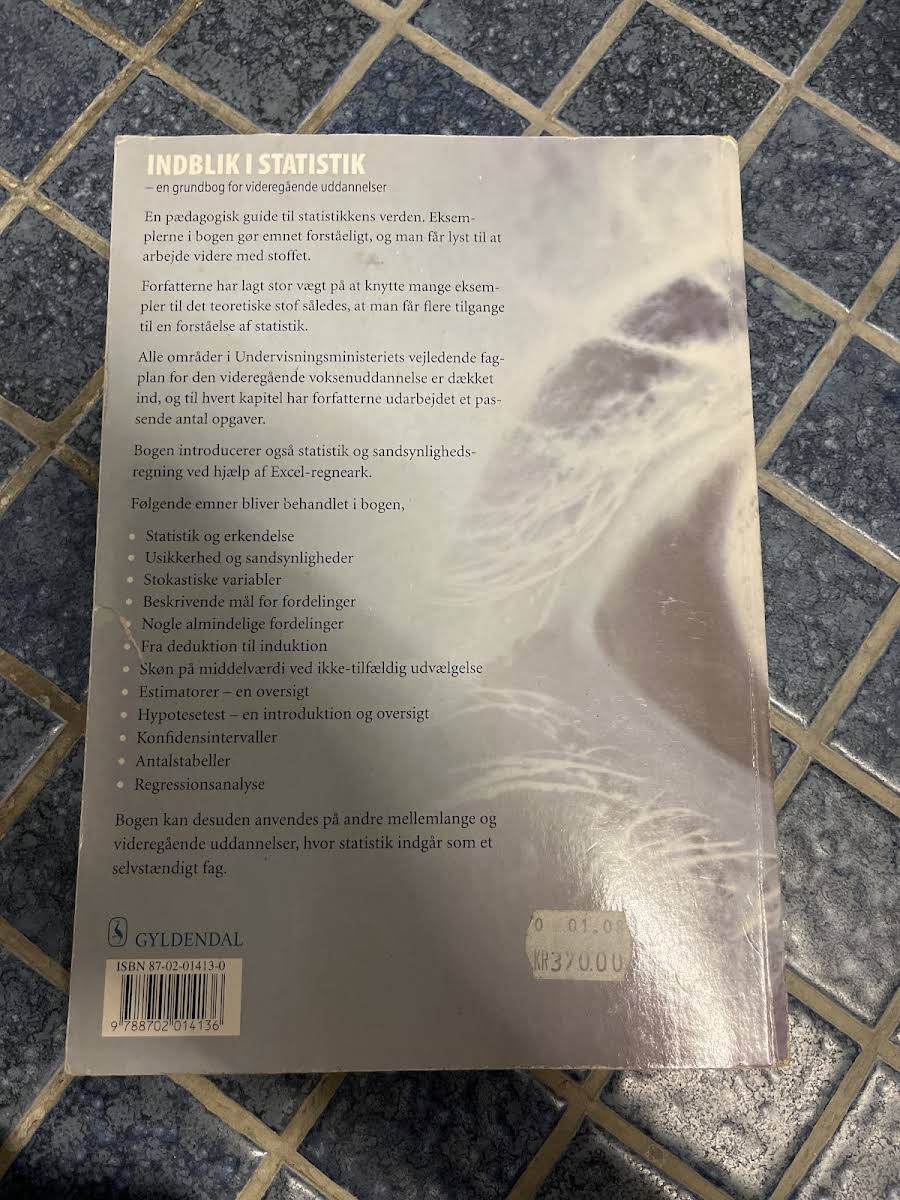 INDBLIK I STATISTIK
– en grundbog for videregående uddannelser
En pædagogisk guide til statistikkens verden. Eksem-
plerne i bogen gør emnet forståeligt, og man får lyst til at
arbejde videre med stoffet.
Forfatterne har lagt stor vægt på at knytte mange eksem-
pler til det teoretiske stof således, at man får flere tilgange
til en forståelse af statistik.
Alle områder i Undervisningsministeriets vejledende fag-
plan for den videregående voksenuddannelse er dækket
ind, og til hvert kapitel har forfatterne udarbejdet et pas-
sende antal opgaver.
Bogen introducerer også statistik og sandsynligheds-
regning ved hjælp af Excel-regneark.
Følgende emner bliver behandlet i bogen,
• Statistik og erkendelse
• Usikkerhed og sandsynligheder
• Stokastiske variabler
• Beskrivende mål for fordelinger
• Nogle almindelige fordelinger
• Fra deduktion til induktion
• Skøn på middelværdi ved ikke-tilfældig udvælgelse
• Estimatorer – en oversigt
• Hypotesetest – en introduktion og oversigt
• Konfidensintervaller
• Antalstabeller
• Regressionsanalyse
Bogen kan desuden anvendes på andre mellemlange og
videregående uddannelser, hvor statistik indgår som et
selvstændigt fag.
GYLDENDAL
ISBN 87-02-01413-0
9 788702 014136
0 01.02
KR370.00